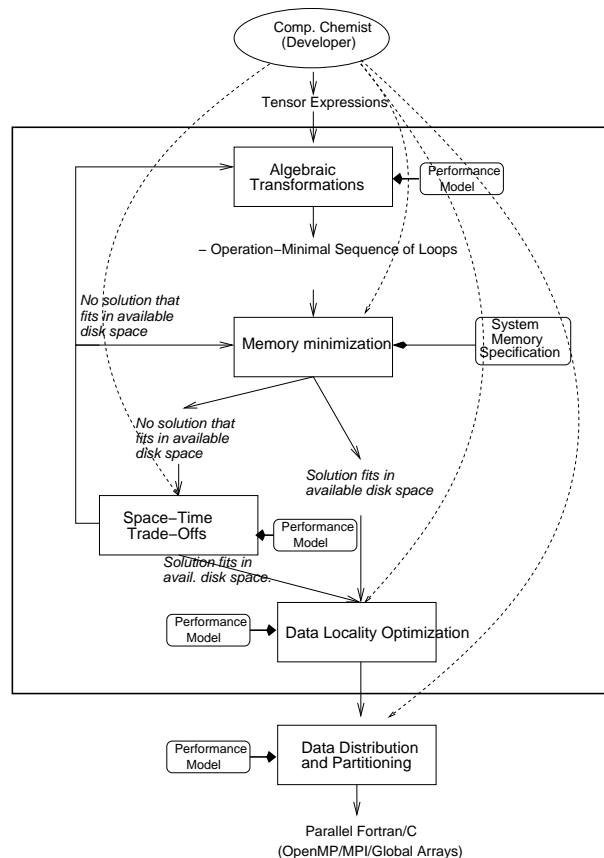 Comp. Chemist
(Developer)
Tensor Expressions
Algebraic
Transformations
Performance
Model
− Operation−Minimal Sequence of Loops
No solution that
fits in available
disk space
Memory minimization
System
Memory
Specification
No solution that
fits in available
disk space
Solution fits in
available disk space
Space−Time
Trade−Offs
Performance
Model
Solution fits in
avail. disk space.
Performance
Model
Data Locality Optimization
Performance
Model
Data Distribution
and Partitioning
Parallel Fortran/C
(OpenMP/MPI/Global Arrays)